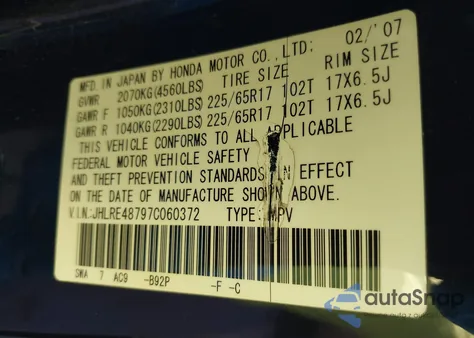 MFD. IN JAPAN BY HONDA MOTOR CO., LTD: 02/'07
GVWR 2070KG(4560LBS) TIRE SIZE RIM SIZE
GAWR F 1050KG(2310LBS) 225/65R17 102T 17X6.5J
GAWR R 1040KG(2290LBS) 225/65R17 102T 17X6.5J
THIS VEHICLE CONFORMS TO ALL APPLICABLE
FEDERAL MOTOR VEHICLE SAFETY
AND THEFT PREVENTION STANDARDS IN EFFECT
ON THE DATE OF MANUFACTURE SHOWN ABOVE.
V.I.N:JHLRE48797C060372 TYPE: MPV
SWA 7 AC9 -B92P -F -C
autaSnap